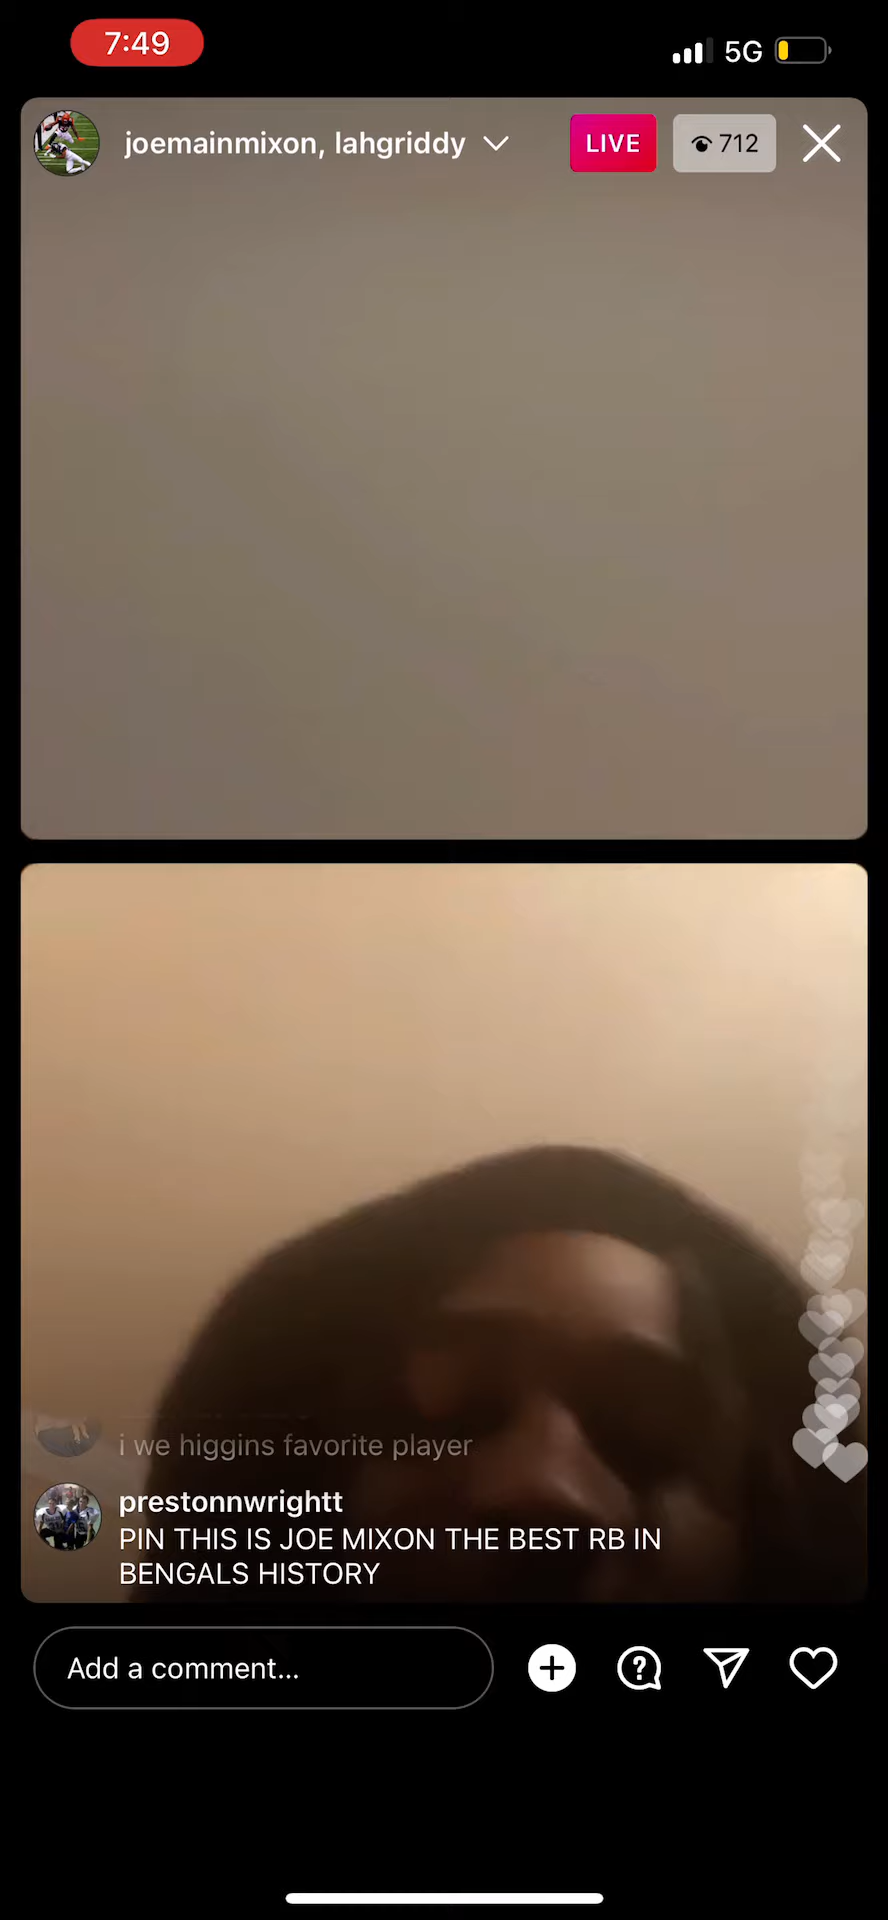 7:49
5G
joemainmixon, lahgriddy
LIVE
712
i we higgins favorite player
prestonnwrightt
PIN THIS IS JOE MIXON THE BEST RB IN
BENGALS HISTORY
Add a comment...